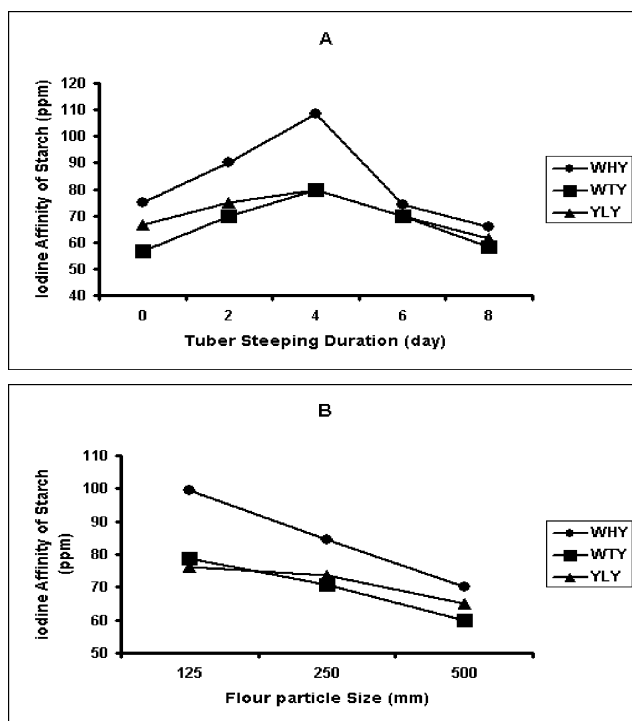 A
Iodine Affinity of Starch (ppm)
120
110
100
90
80
70
60
50
40
0 2 4 6 8
Tuber Steeping Duration (day)
WHY
WTY
YLY
B
iodine Affinity of Starch
(ppm)
110
100
90
80
70
60
50
125 250 500
Flour particle Size (mm)
WHY
WTY
YLY